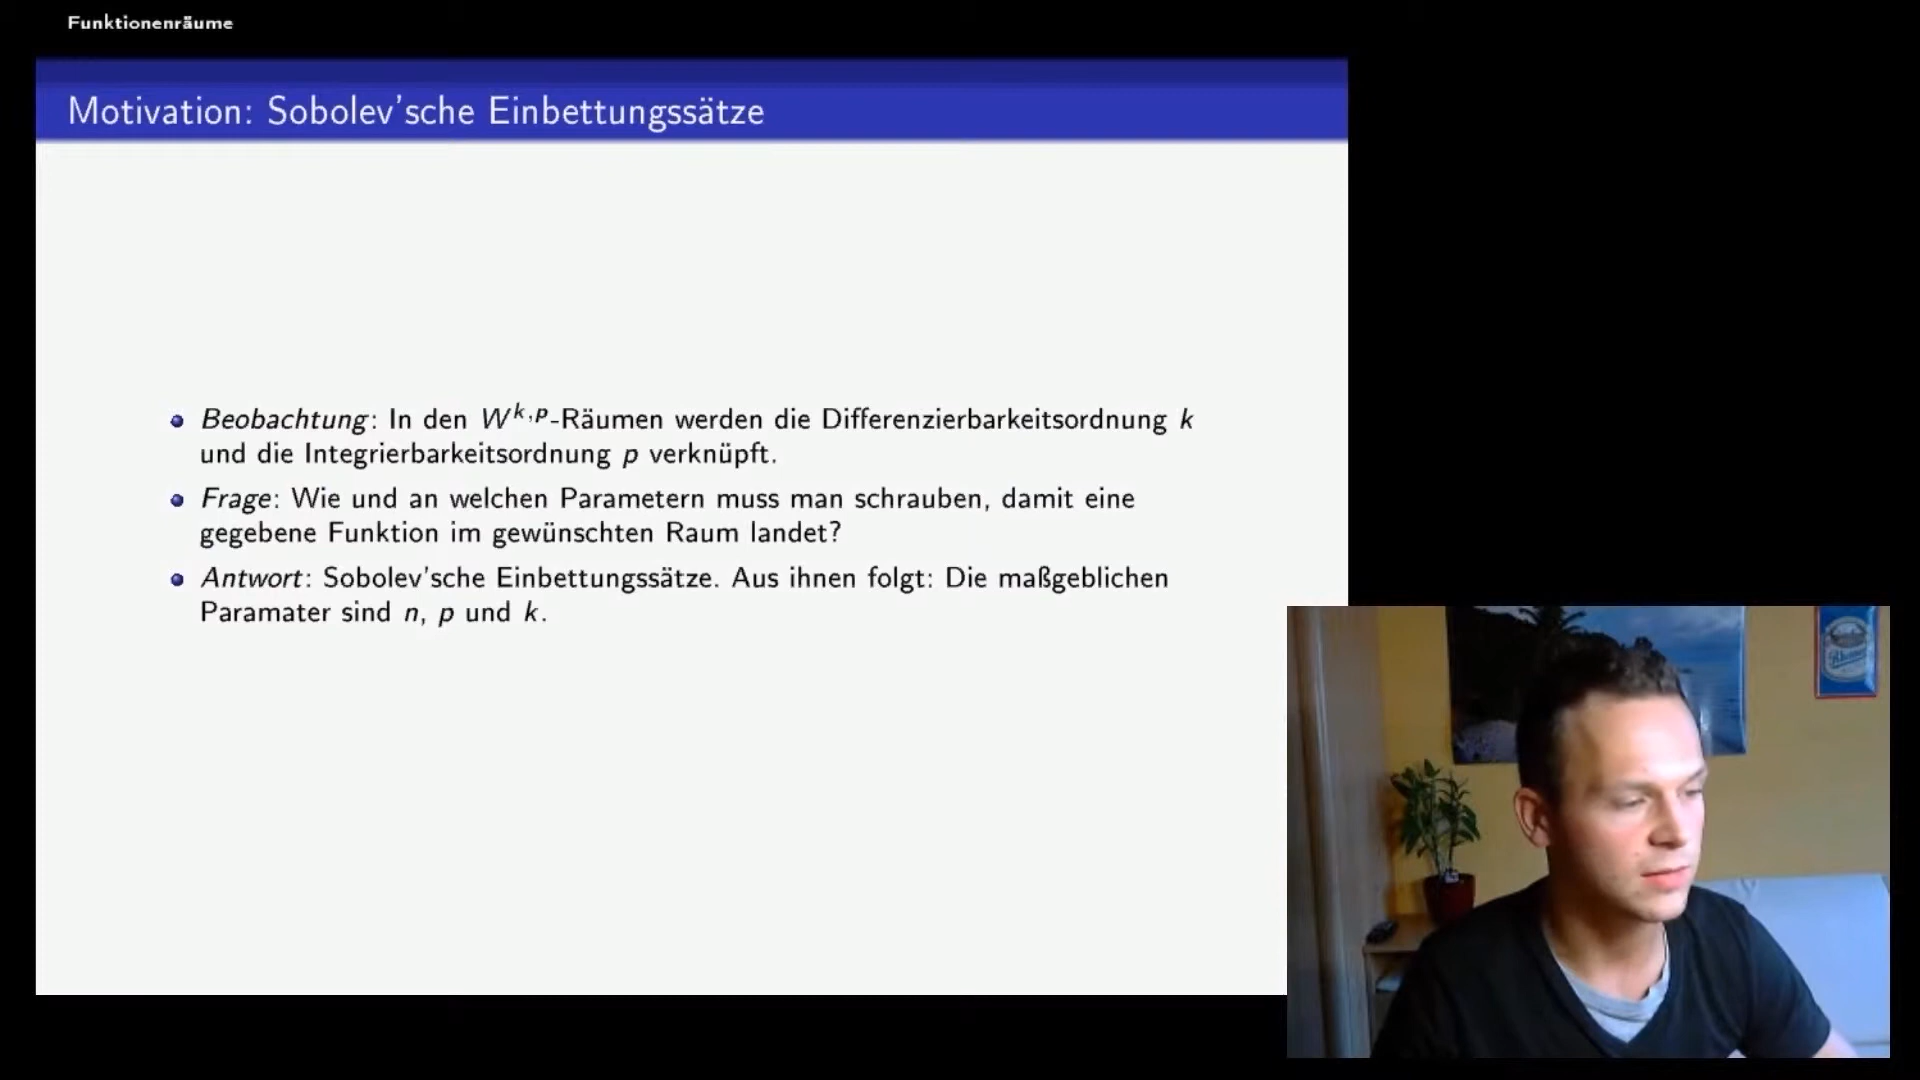 Funktionenräume
Motivation: Sobolev'sche Einbettungssätze
Beobachtung: In den W^{k,p}-Räumen werden die Differenzierbarkeitsordnung k
und die Integrierbarkeitsordnung p verknüpft.
Frage: Wie und an welchen Parametern muss man schrauben, damit eine
gegebene Funktion im gewünschten Raum landet?
Antwort: Sobolev'sche Einbettungssätze. Aus ihnen folgt: Die maßgeblichen
Paramater sind n, p und k.